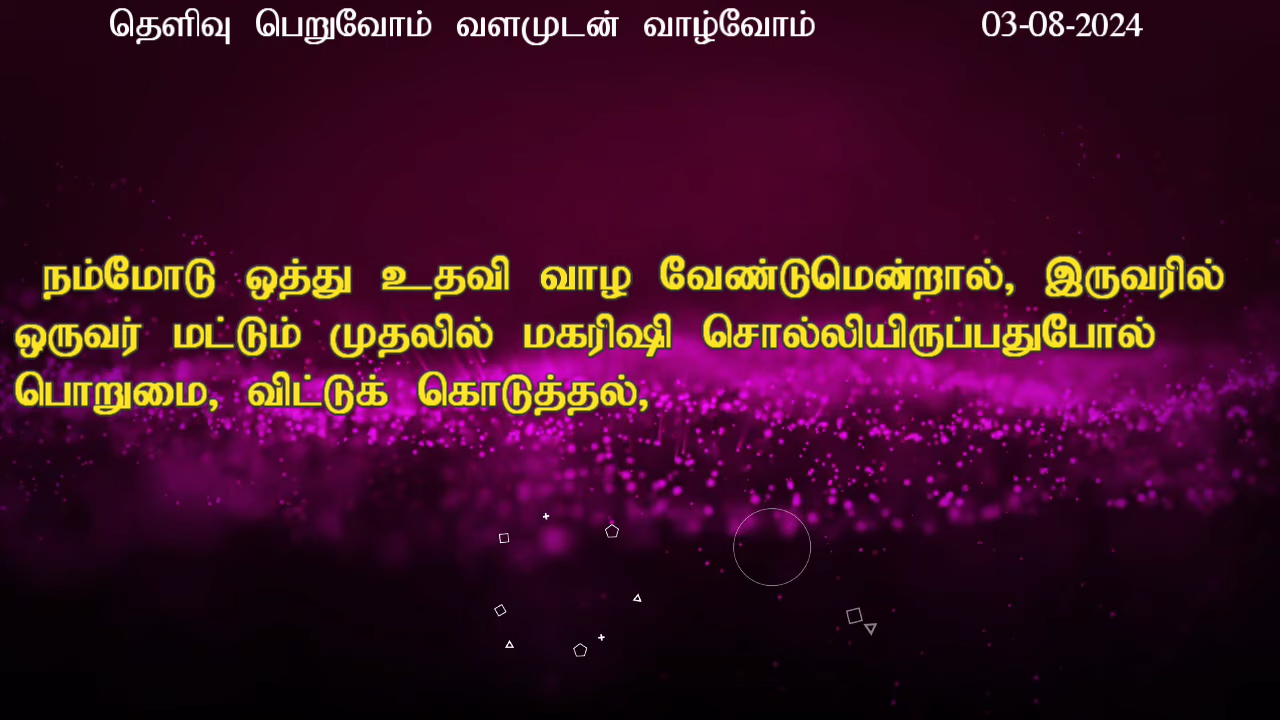 தெளிவு பெறுவோம் வளமுடன் வாழ்வோம் 03-08-2024
நம்மோடு ஒத்து உதவி வாழ வேண்டுமென்றால், இருவரில்
ஒருவர் மட்டும் முதலில் மகரிஷி சொல்லியிருப்பதுபோல்
பொறுமை, விட்டுக் கொடுத்தல்,